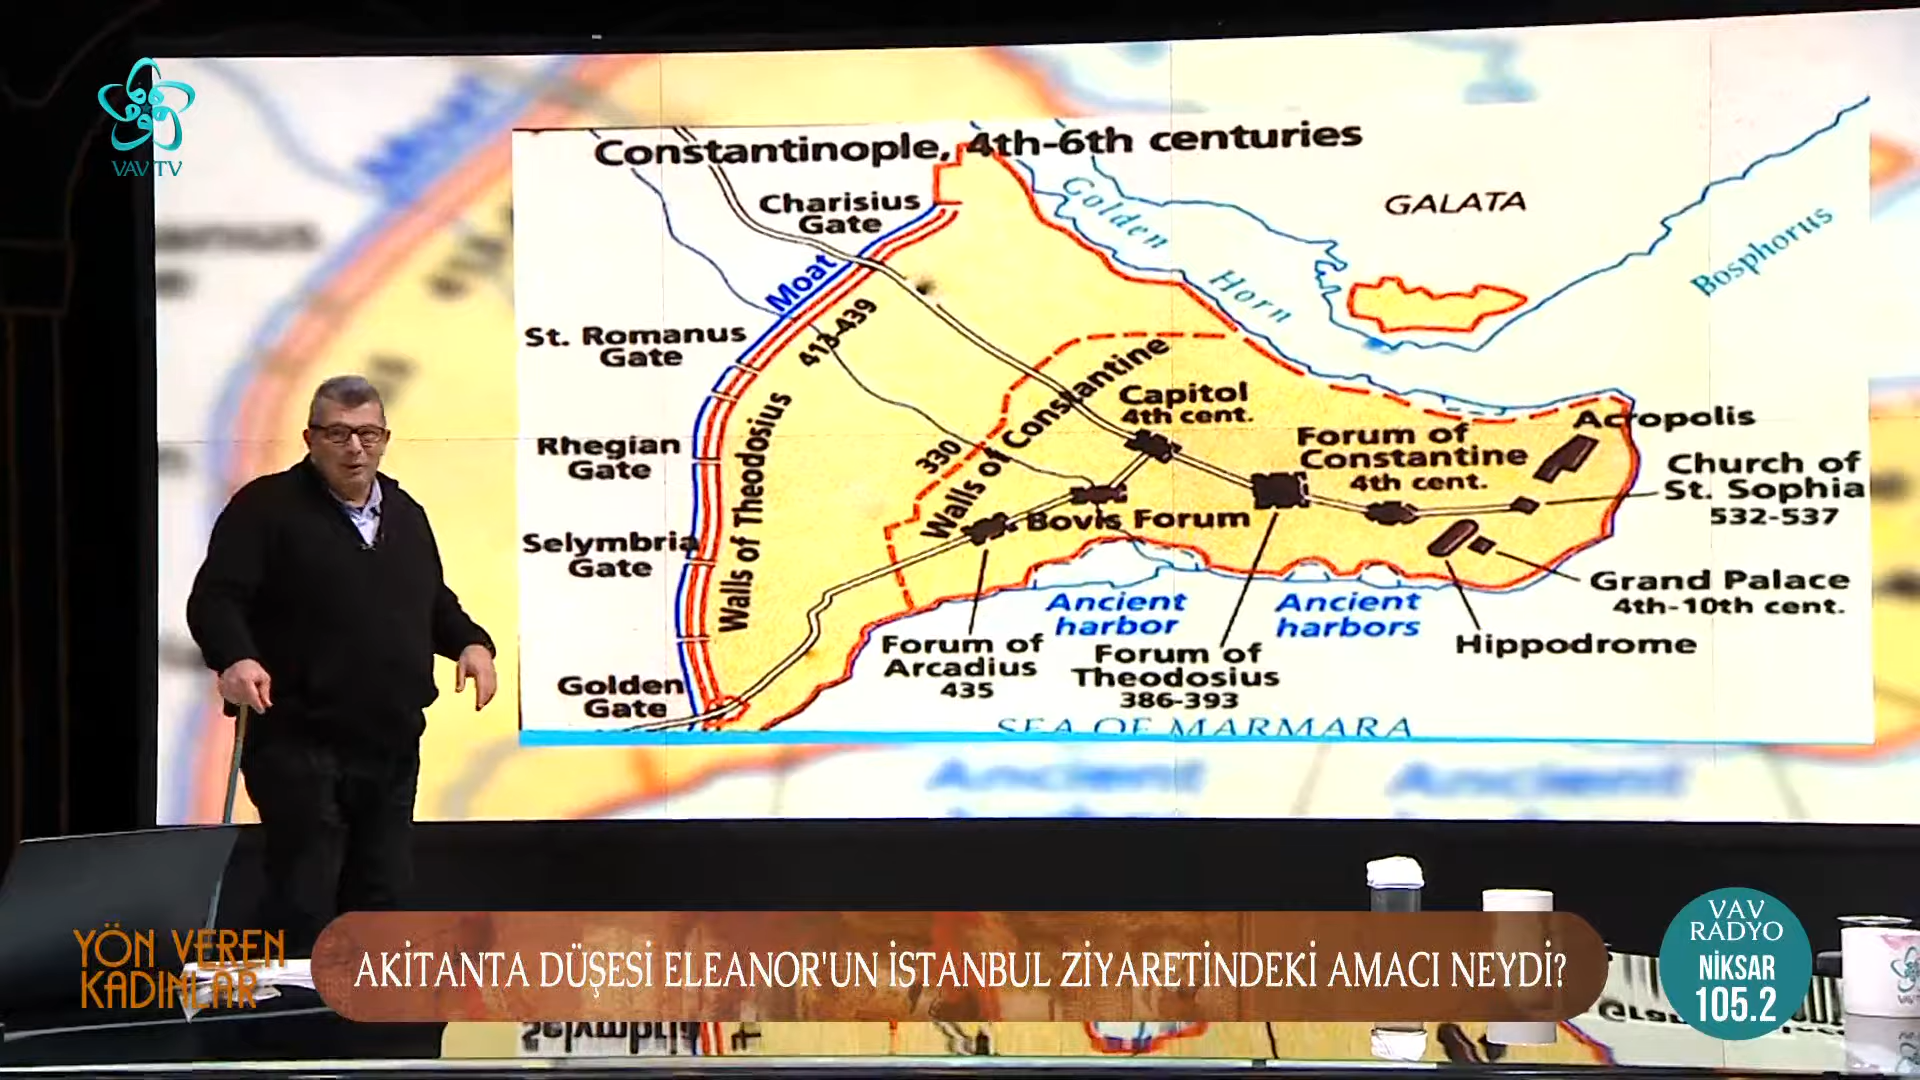 VAV TV
Constantinople, 4th-6th centuries
Charisius
Gate
Golden
Horn
GALATA
Bosphorus
Moat
413-439
St. Romanus
Gate
Walls of Constantine
330
Capitol
4th cent.
Acropolis
Forum of
Constantine
4th cent.
Church of
St. Sophia
532-537
Rhegian
Gate
Walls of Theodosius
Bovis Forum
Selymbria
Gate
Grand Palace
4th-10th cent.
Ancient
harbor
Ancient
harbors
Hippodrome
Forum of
Arcadius
435
Forum of
Theodosius
386-393
Golden
Gate
SEA OF MARMARA
Ancient
Ancient
YÖN VEREN
KADINLAR
AKİTANTA DÜŞESİ ELEANOR'UN İSTANBUL ZİYARETİNDEKİ AMACI NEYDİ?
VAV
RADYO
NİKSAR
105.2